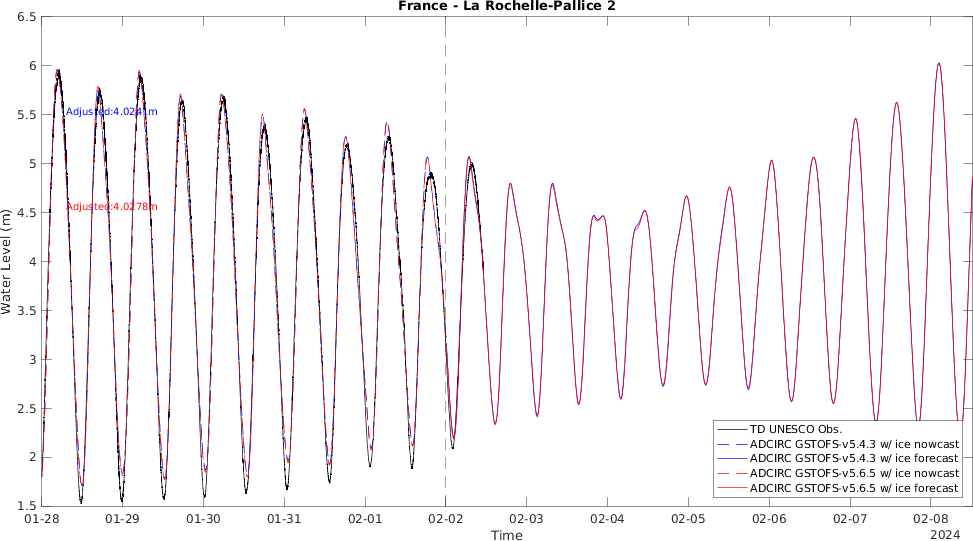 France - La Rochelle-Pallice 2
6.5
6
5.5
5
4.5
4
3.5
3
2.5
2
1.5
Water Level (m)
Adjusted:4.0241m
Adjusted:4.0278m
TD UNESCO Obs.
ADCIRC GSTOFS-v5.4.3 w/ ice nowcast
ADCIRC GSTOFS-v5.4.3 w/ ice forecast
ADCIRC GSTOFS-v5.6.5 w/ ice nowcast
ADCIRC GSTOFS-v5.6.5 w/ ice forecast
01-28 01-29 01-30 01-31 02-01 02-02 02-03 02-04 02-05 02-06 02-07 02-08
Time
2024